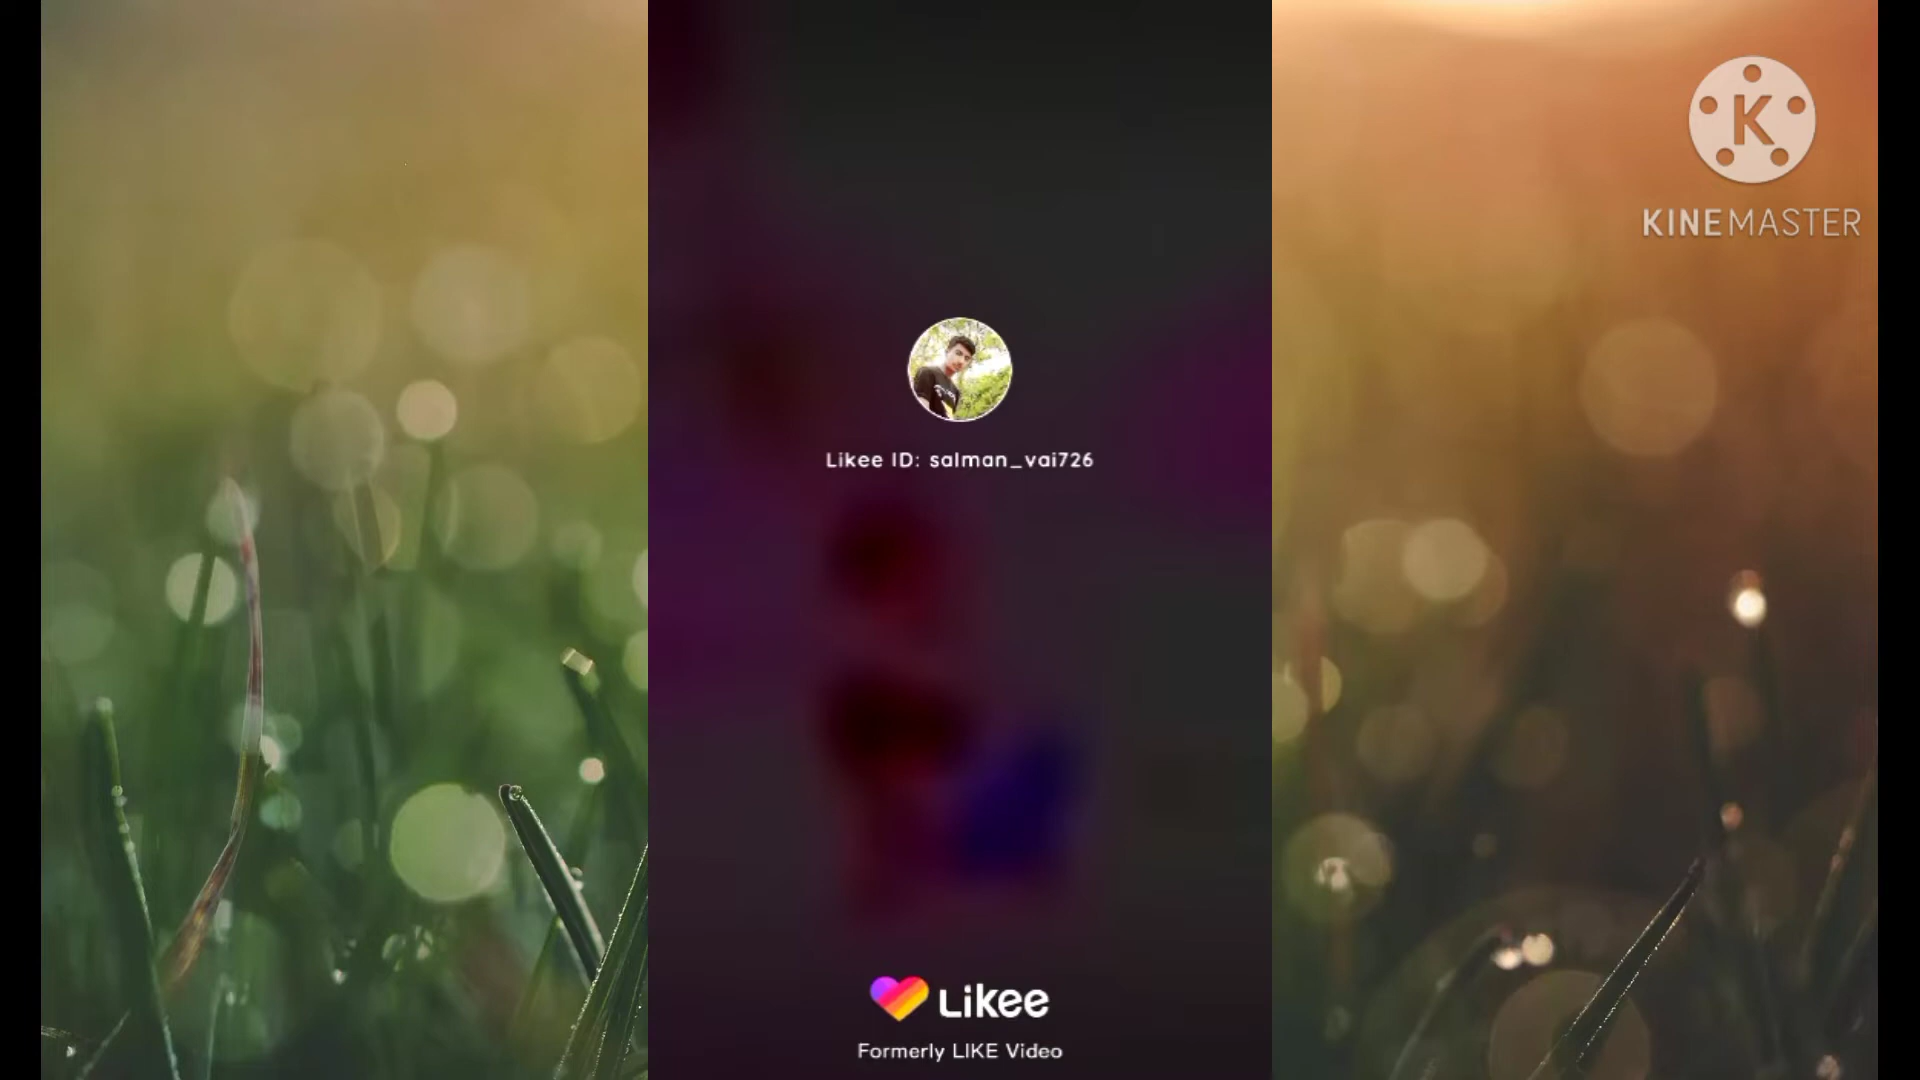 K
KINEMASTER
Likee ID: salman_vai726
Likee
Formerly LIKE Video